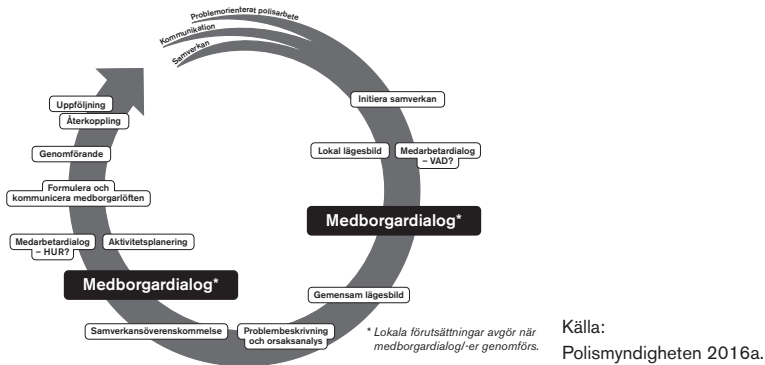 Problemorienterat polisarbete
Kommunikation
Samverkan
Initiera samverkan
Lokal lägesbild
Medarbetardialog
– VAD?
Medborgardialog*
Gemensam lägesbild
Problembeskrivning
och orsaksanalys
Samverkansöverenskommelse
Medborgardialog*
Aktivitetsplanering
Medarbetardialog
– HUR?
Formulera och
kommunicera medborgarlöften
Genomförande
Återkoppling
Uppföljning
* Lokala förutsättningar avgör när
medborgardialog/-er genomförs.
Källa:
Polismyndigheten 2016a.